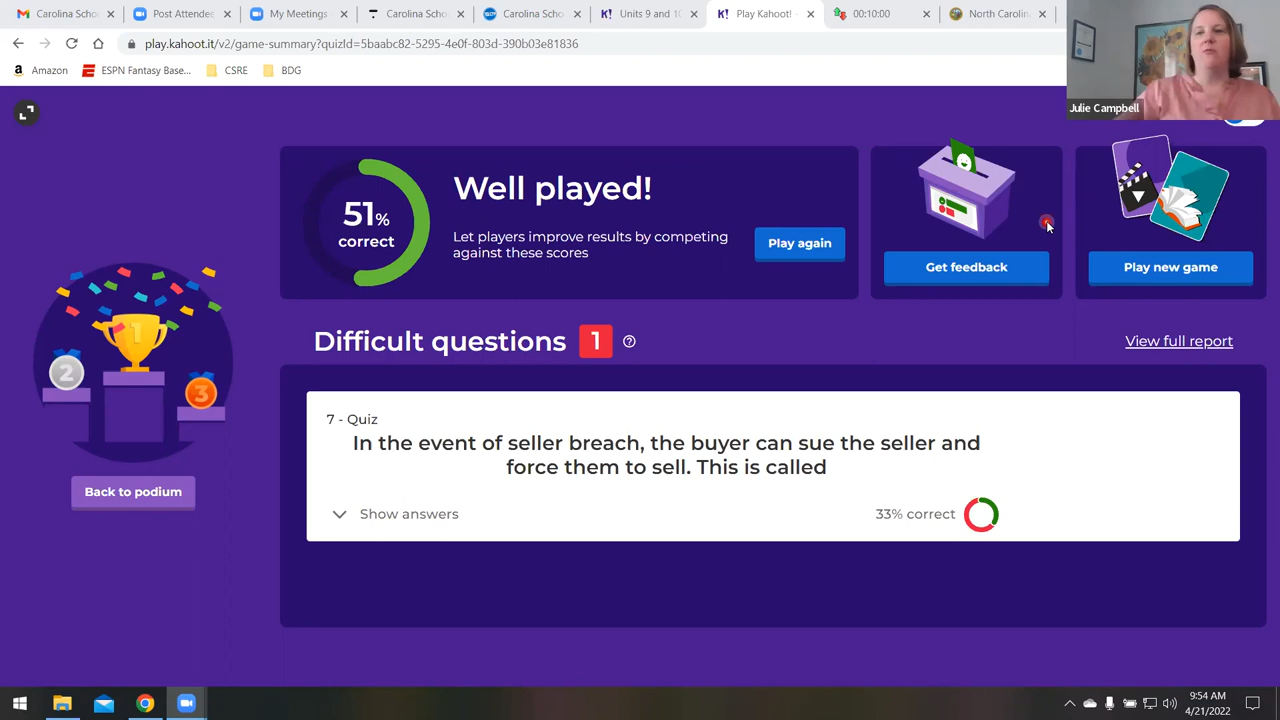 Carolina Scho
Post Attendee
My Meetings -
Carolina Schoo
Carolina Scho
K! Units 9 and 10
K! Play Kahoot! -
00:10:00
North Carolin
play.kahoot.it/v2/game-summary?quizId=5baabc82-5295-4e0f-803d-390b03e81836
Amazon
ESPN Fantasy Base...
CSRE
BDG
Julie Campbell
51%
correct
Well played!
Let players improve results by competing
against these scores
Play again
Get feedback
Play new game
1
2
3
Back to podium
Difficult questions 1
View full report
7 - Quiz
In the event of seller breach, the buyer can sue the seller and
force them to sell. This is called
Show answers
33% correct
9:54 AM
4/21/2022